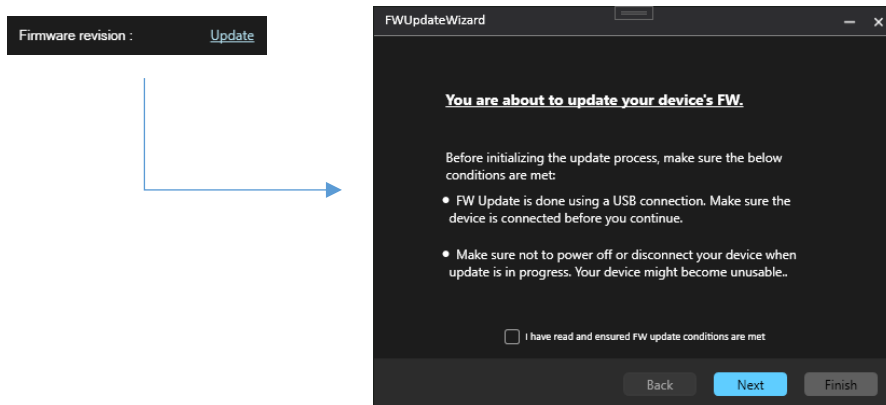 Firmware revision : Update
FWUpdateWizard
You are about to update your device's FW.
Before initializing the update process, make sure the below
conditions are met:
• FW Update is done using a USB connection. Make sure the
device is connected before you continue.
• Make sure not to power off or disconnect your device when
update is in progress. Your device might become unusable..
I have read and ensured FW update conditions are met
Back Next Finish